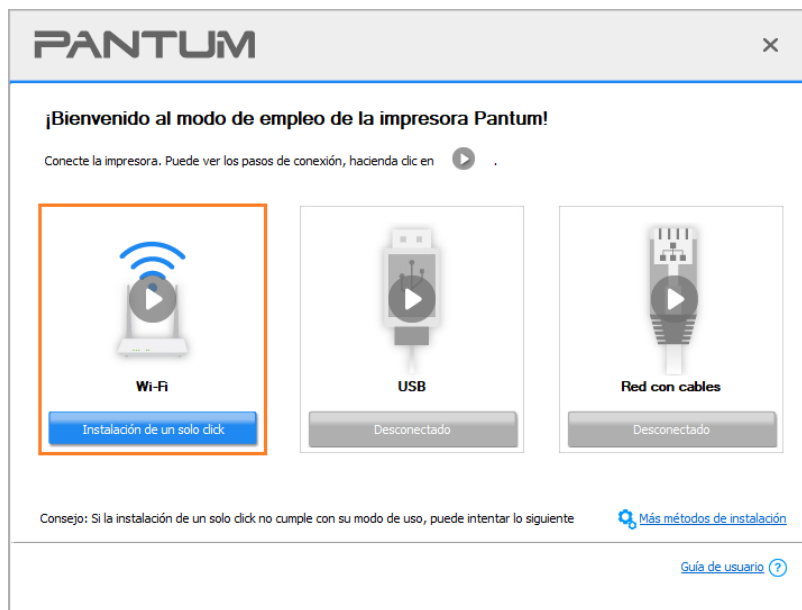 PANTUM
¡Bienvenido al modo de empleo de la impresora Pantum!
Conecte la impresora. Puede ver los pasos de conexión, hacienda clic en .
Wi-Fi
Instalación de un solo click
USB
Desconectado
Red con cables
Desconectado
Consejo: Si la instalación de un solo click no cumple con su modo de uso, puede intentar lo siguiente
Más métodos de instalación
Guía de usuario ?